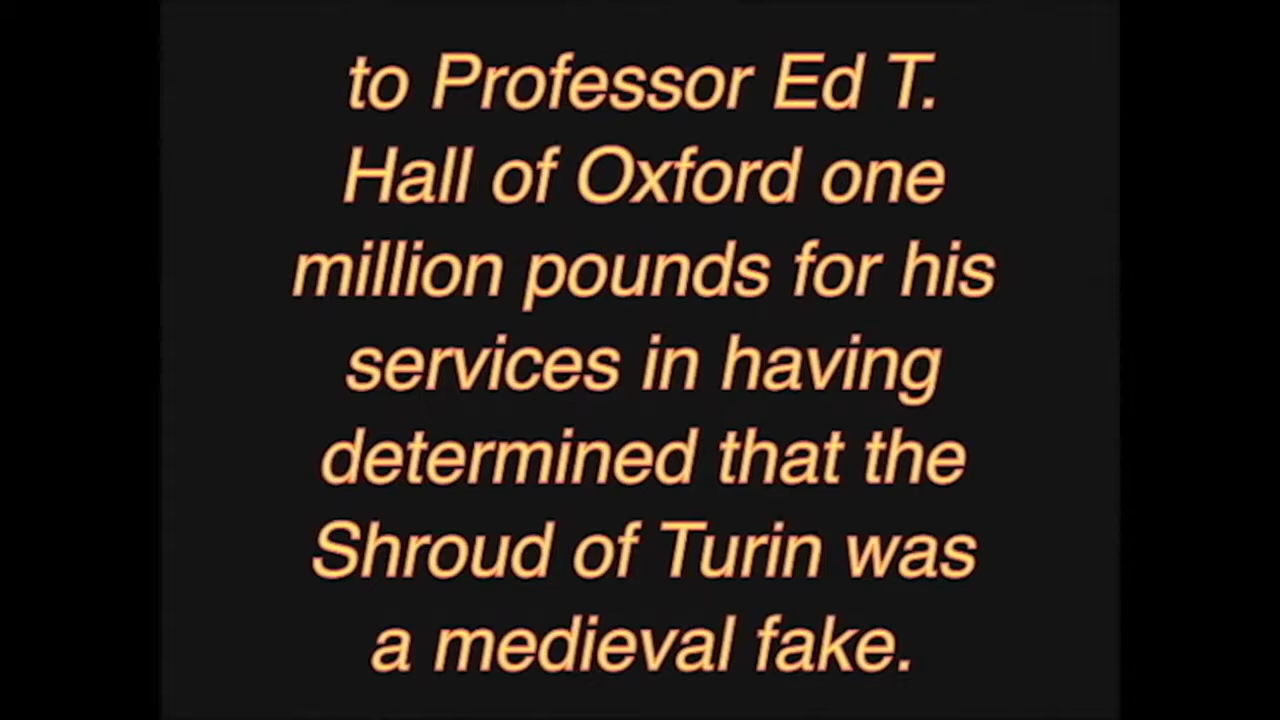 to Professor Ed T.
Hall of Oxford one
million pounds for his
services in having
determined that the
Shroud of Turin was
a medieval fake.